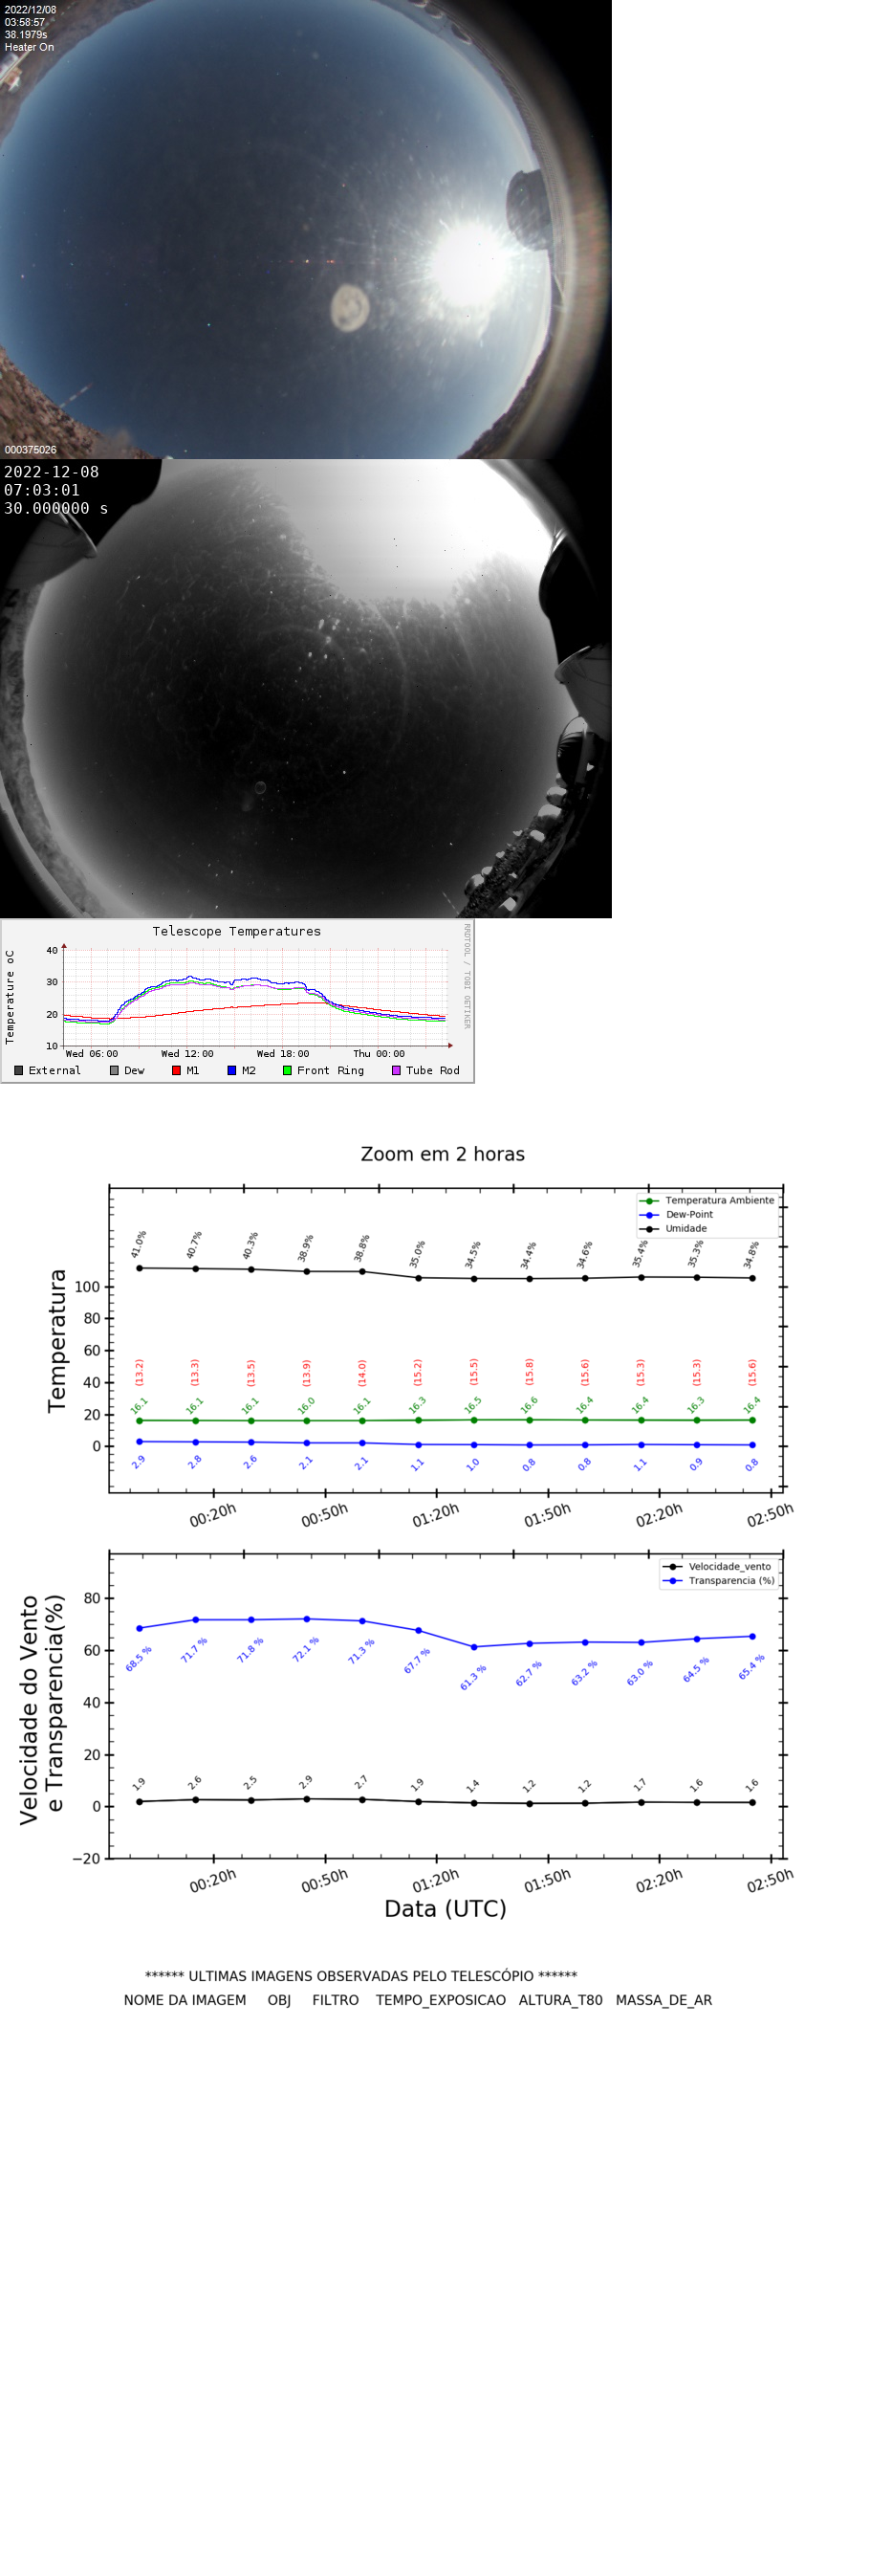 2022/12/08
03:58:57
38.1979s
Heater On
000375026
2022-12-08
07:03:01
30.000000 s
Telescope Temperatures
Temperature oC
RRDTOOL / TOBI OETIKER
40
30
20
10
Wed 06:00 Wed 12:00 Wed 18:00 Thu 00:00
External Dew M1 M2 Front Ring Tube Rod
Zoom em 2 horas
Temperatura
Temperatura Ambiente
Dew-Point
Umidade
41.0% 40.7% 40.3% 38.9% 38.8% 35.0% 34.5% 34.4% 34.6% 35.4% 35.3% 34.8%
100
80
60
40
20
0
(13.2) (13.3) (13.5) (13.9) (14.0) (15.2) (15.5) (15.8) (15.6) (15.3) (15.3) (15.6)
16.1 16.1 16.1 16.0 16.1 16.3 16.5 16.6 16.4 16.4 16.3 16.4
2.9 2.8 2.6 2.1 2.1 1.1 1.0 0.8 0.8 1.1 0.9 0.8
00:20h 00:50h 01:20h 01:50h 02:20h 02:50h
Velocidade do Vento
e Transparencia(%)
Velocidade_vento
Transparencia (%)
80
60
40
20
0
−20
68.5 % 71.7 % 71.8 % 72.1 % 71.3 % 67.7 % 61.3 % 62.7 % 63.2 % 63.0 % 64.5 % 65.4 %
1.9 2.6 2.5 2.9 2.7 1.9 1.4 1.2 1.2 1.7 1.6 1.6
00:20h 00:50h 01:20h 01:50h 02:20h 02:50h
Data (UTC)
****** ULTIMAS IMAGENS OBSERVADAS PELO TELESCÓPIO ******
NOME DA IMAGEM OBJ FILTRO TEMPO_EXPOSICAO ALTURA_T80 MASSA_DE_AR